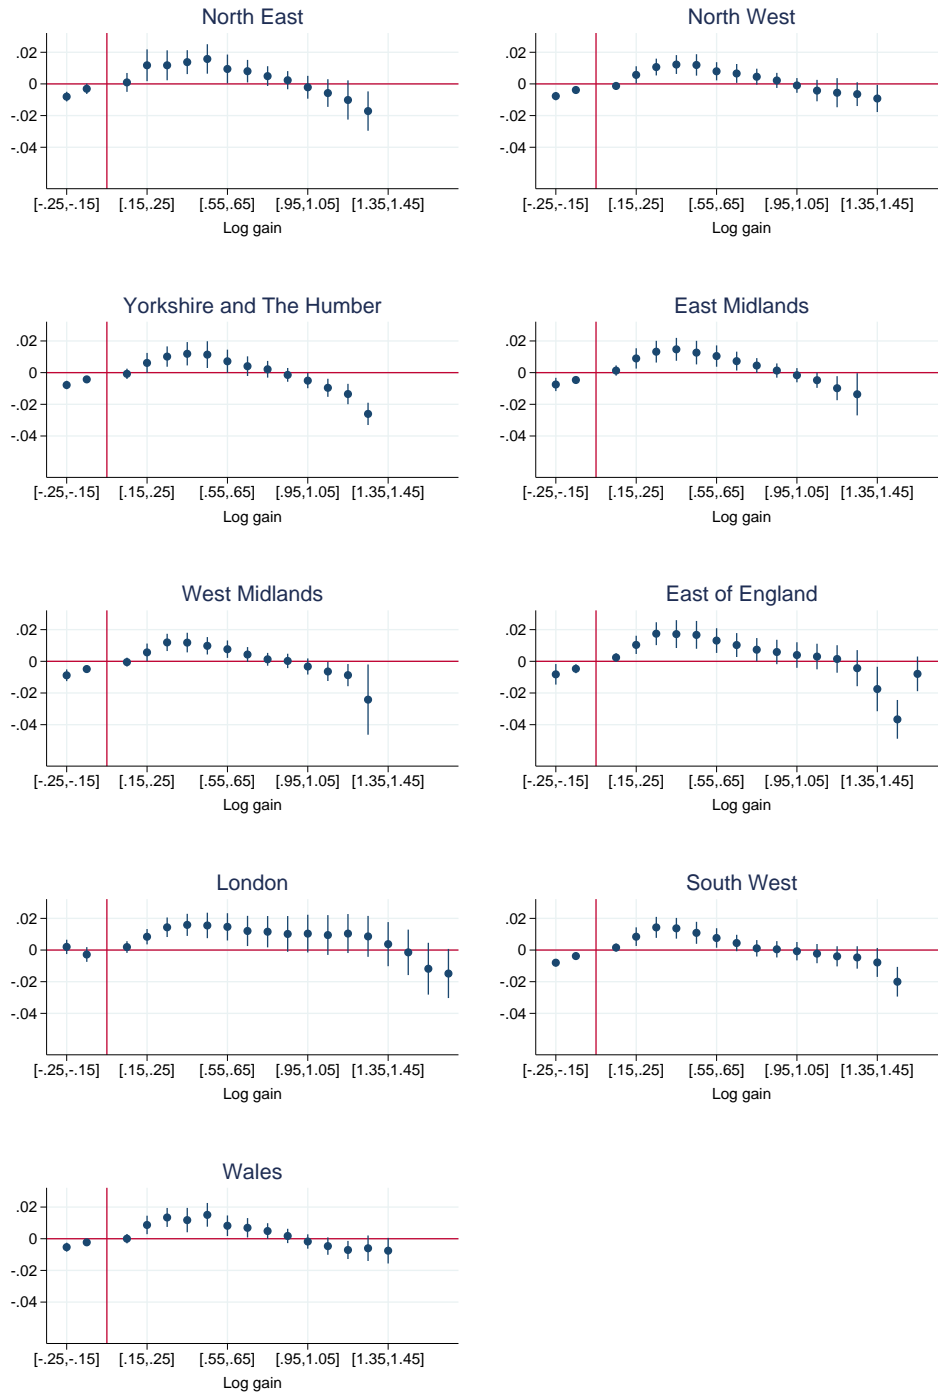 North East
.02
0
-.02
-.04
[-.25,-.15] [.15,.25] [.55,.65] [.95,1.05] [1.35,1.45]
Log gain
North West
.02
0
-.02
-.04
[-.25,-.15] [.15,.25] [.55,.65] [.95,1.05] [1.35,1.45]
Log gain
Yorkshire and The Humber
.02
0
-.02
-.04
[-.25,-.15] [.15,.25] [.55,.65] [.95,1.05] [1.35,1.45]
Log gain
East Midlands
.02
0
-.02
-.04
[-.25,-.15] [.15,.25] [.55,.65] [.95,1.05] [1.35,1.45]
Log gain
West Midlands
.02
0
-.02
-.04
[-.25,-.15] [.15,.25] [.55,.65] [.95,1.05] [1.35,1.45]
Log gain
East of England
.02
0
-.02
-.04
[-.25,-.15] [.15,.25] [.55,.65] [.95,1.05] [1.35,1.45]
Log gain
London
.02
0
-.02
-.04
[-.25,-.15] [.15,.25] [.55,.65] [.95,1.05] [1.35,1.45]
Log gain
South West
.02
0
-.02
-.04
[-.25,-.15] [.15,.25] [.55,.65] [.95,1.05] [1.35,1.45]
Log gain
Wales
.02
0
-.02
-.04
[-.25,-.15] [.15,.25] [.55,.65] [.95,1.05] [1.35,1.45]
Log gain